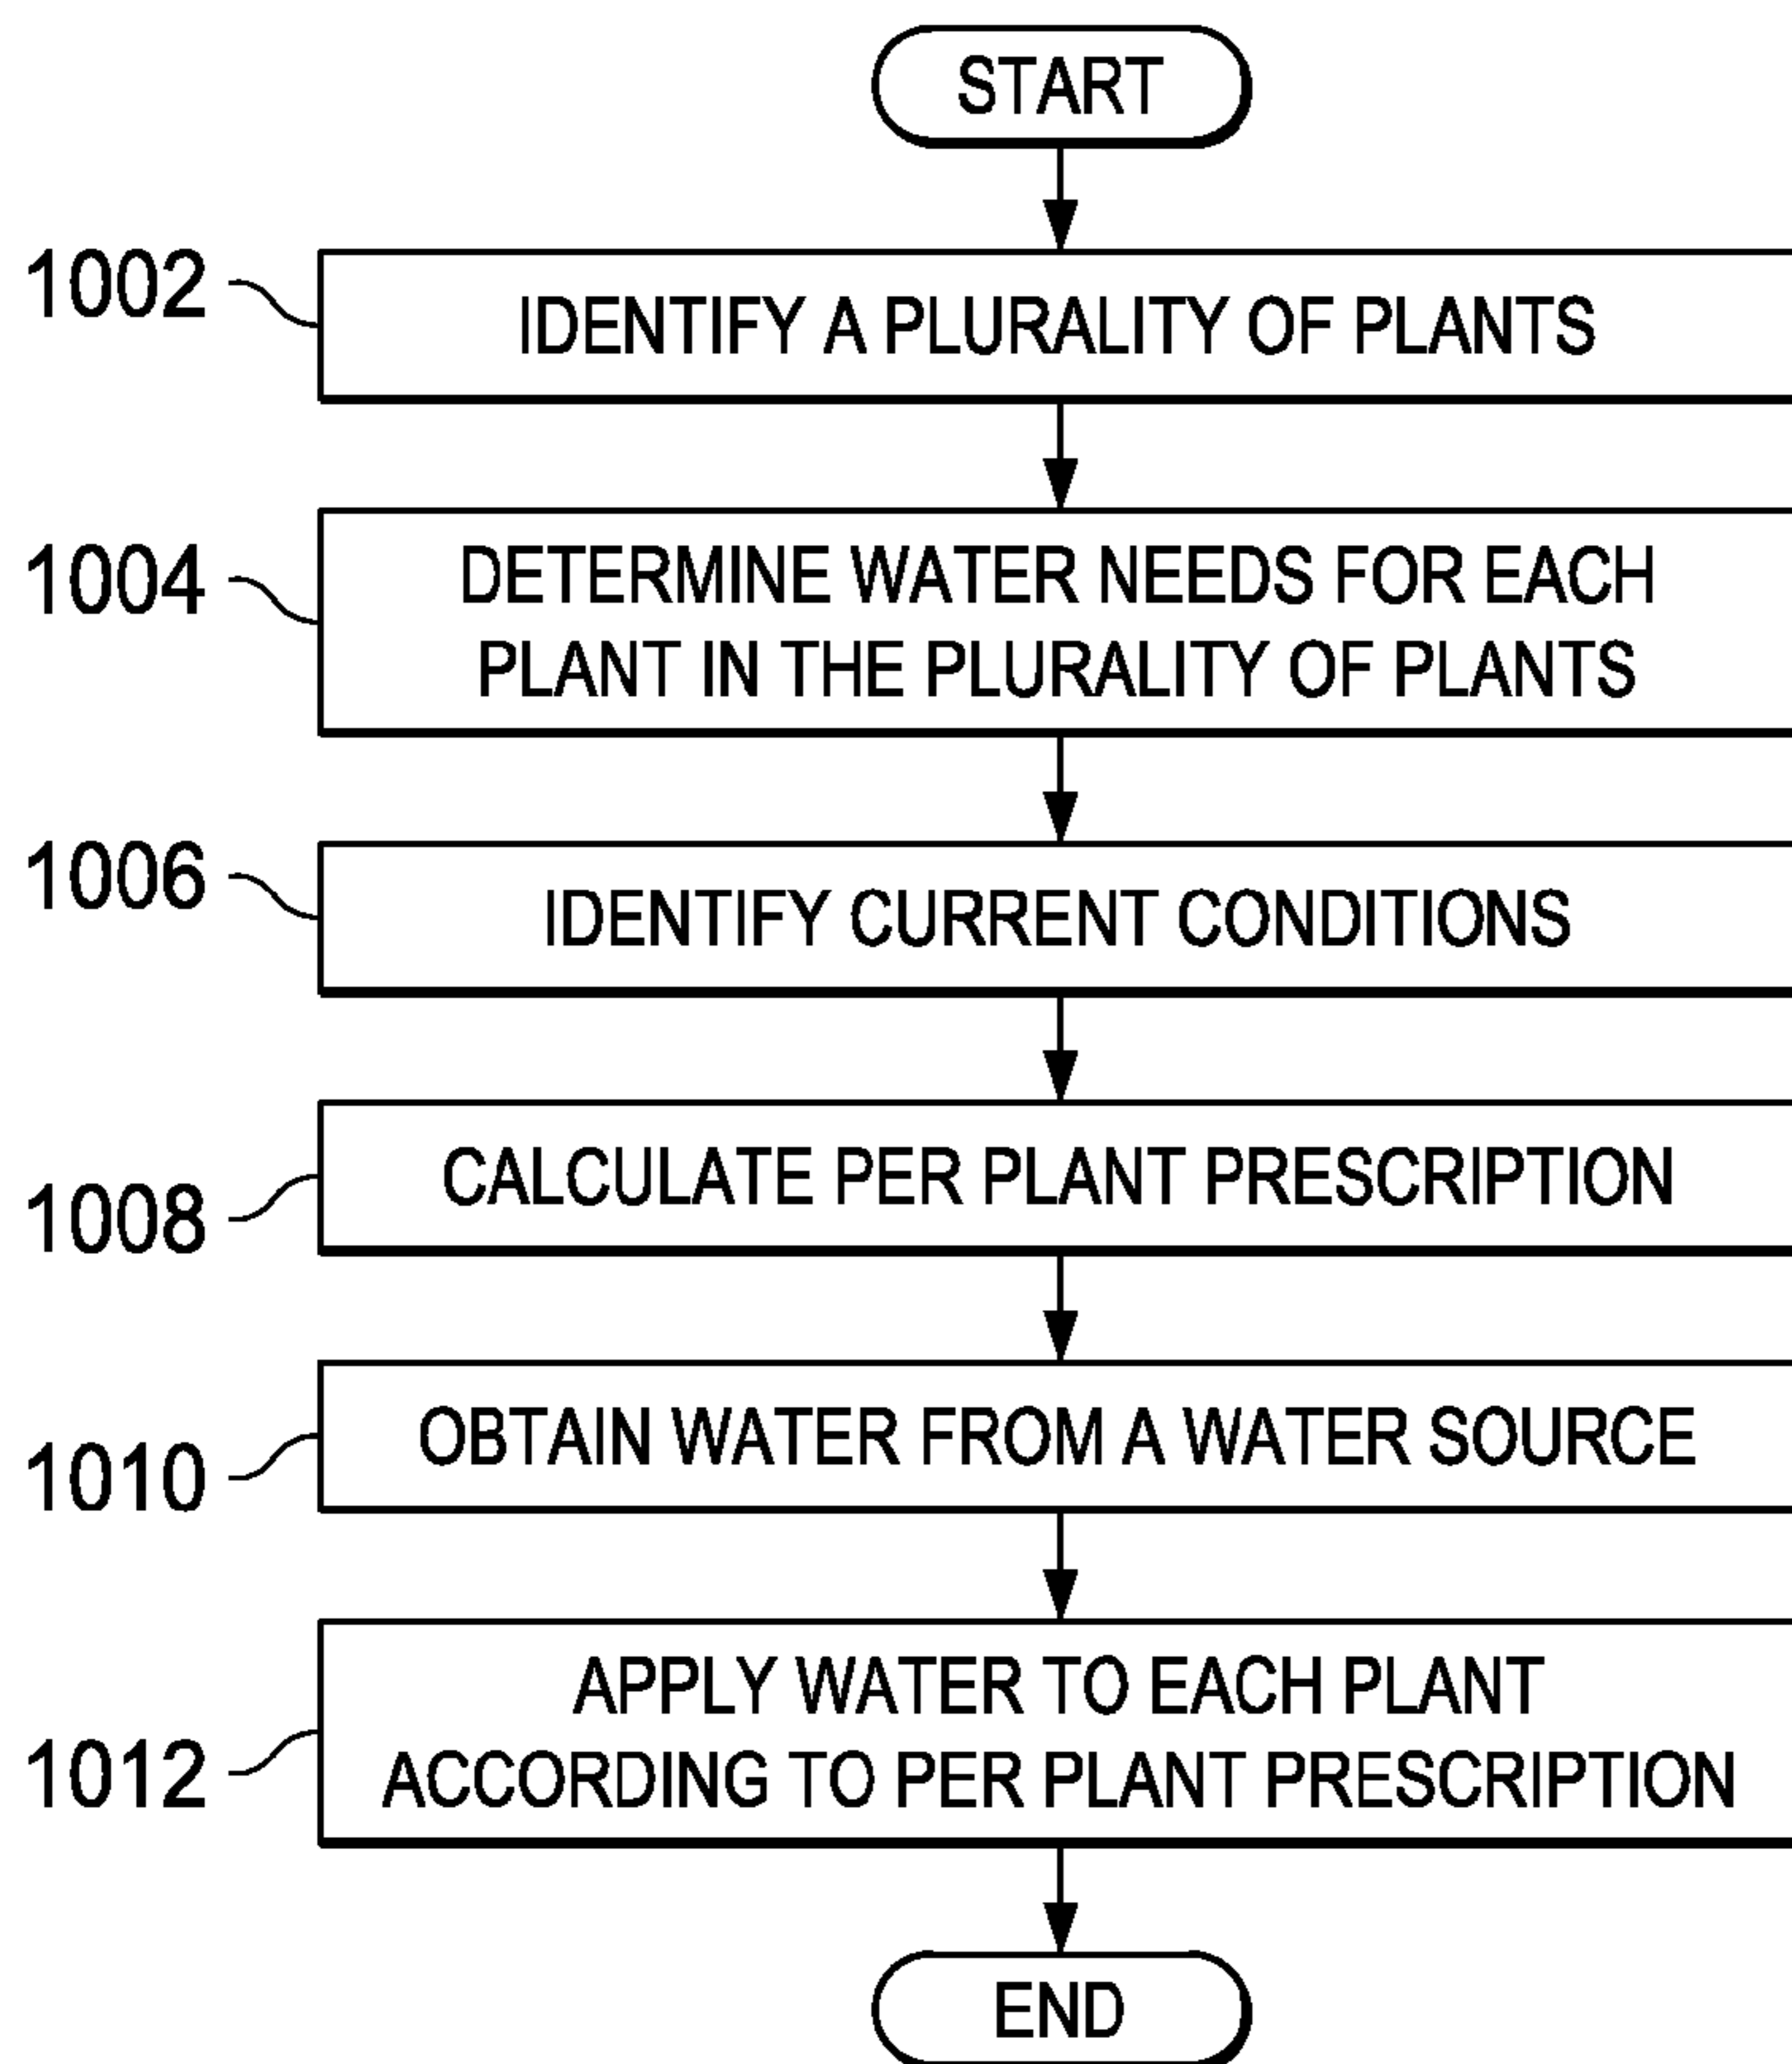 START
1002
IDENTIFY A PLURALITY OF PLANTS
1004
DETERMINE WATER NEEDS FOR EACH
PLANT IN THE PLURALITY OF PLANTS
1006
IDENTIFY CURRENT CONDITIONS
1008
CALCULATE PER PLANT PRESCRIPTION
1010
OBTAIN WATER FROM A WATER SOURCE
1012
APPLY WATER TO EACH PLANT
ACCORDING TO PER PLANT PRESCRIPTION
END